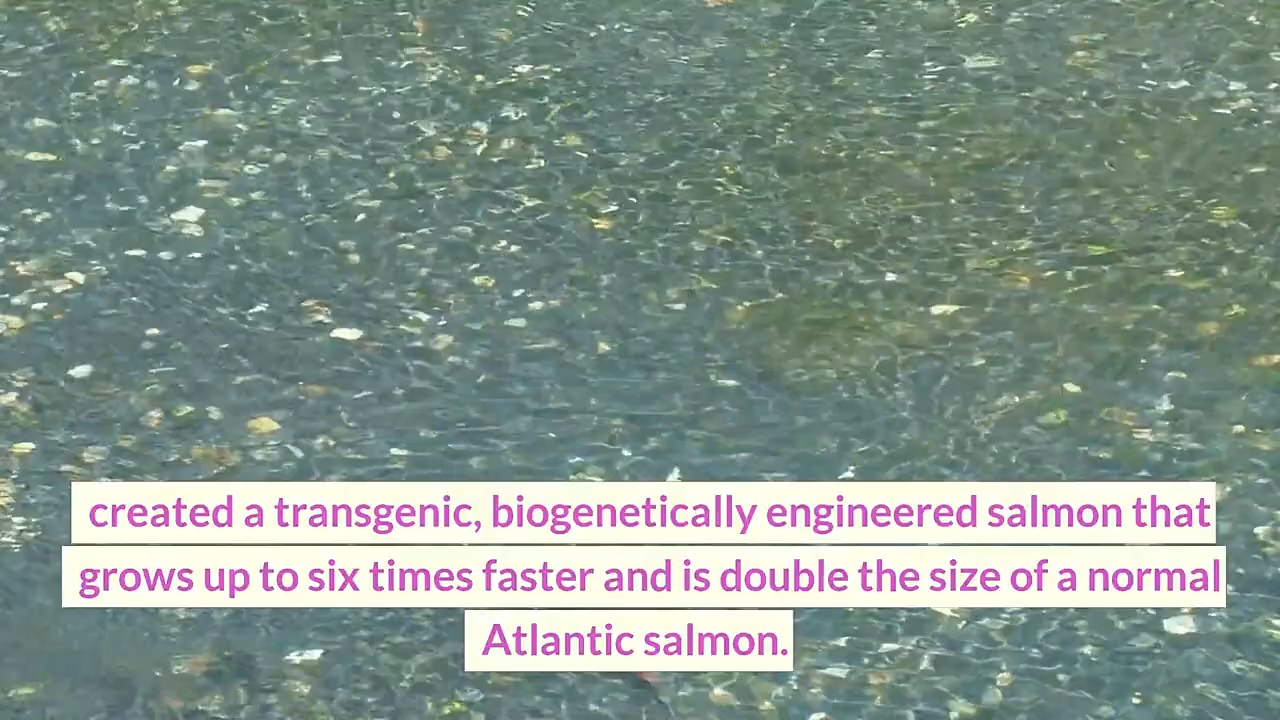 created a transgenic, biogenetically engineered salmon that
grows up to six times faster and is double the size of a normal
Atlantic salmon.